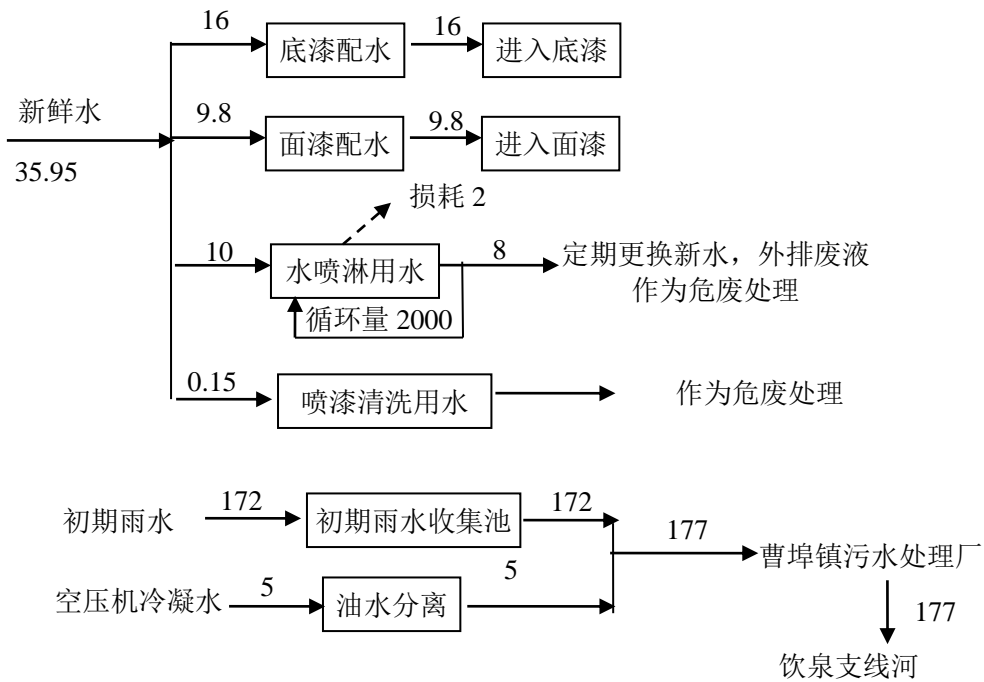 16
底漆配水
16
进入底漆
新鲜水
35.95
9.8
面漆配水
9.8
进入面漆
损耗 2
10
水喷淋用水
8
定期更换新水，外排废液
作为危废处理
循环量 2000
0.15
喷漆清洗用水
作为危废处理
初期雨水
172
初期雨水收集池
172
177
曹埠镇污水处理厂
空压机冷凝水
5
油水分离
5
177
饮泉支线河